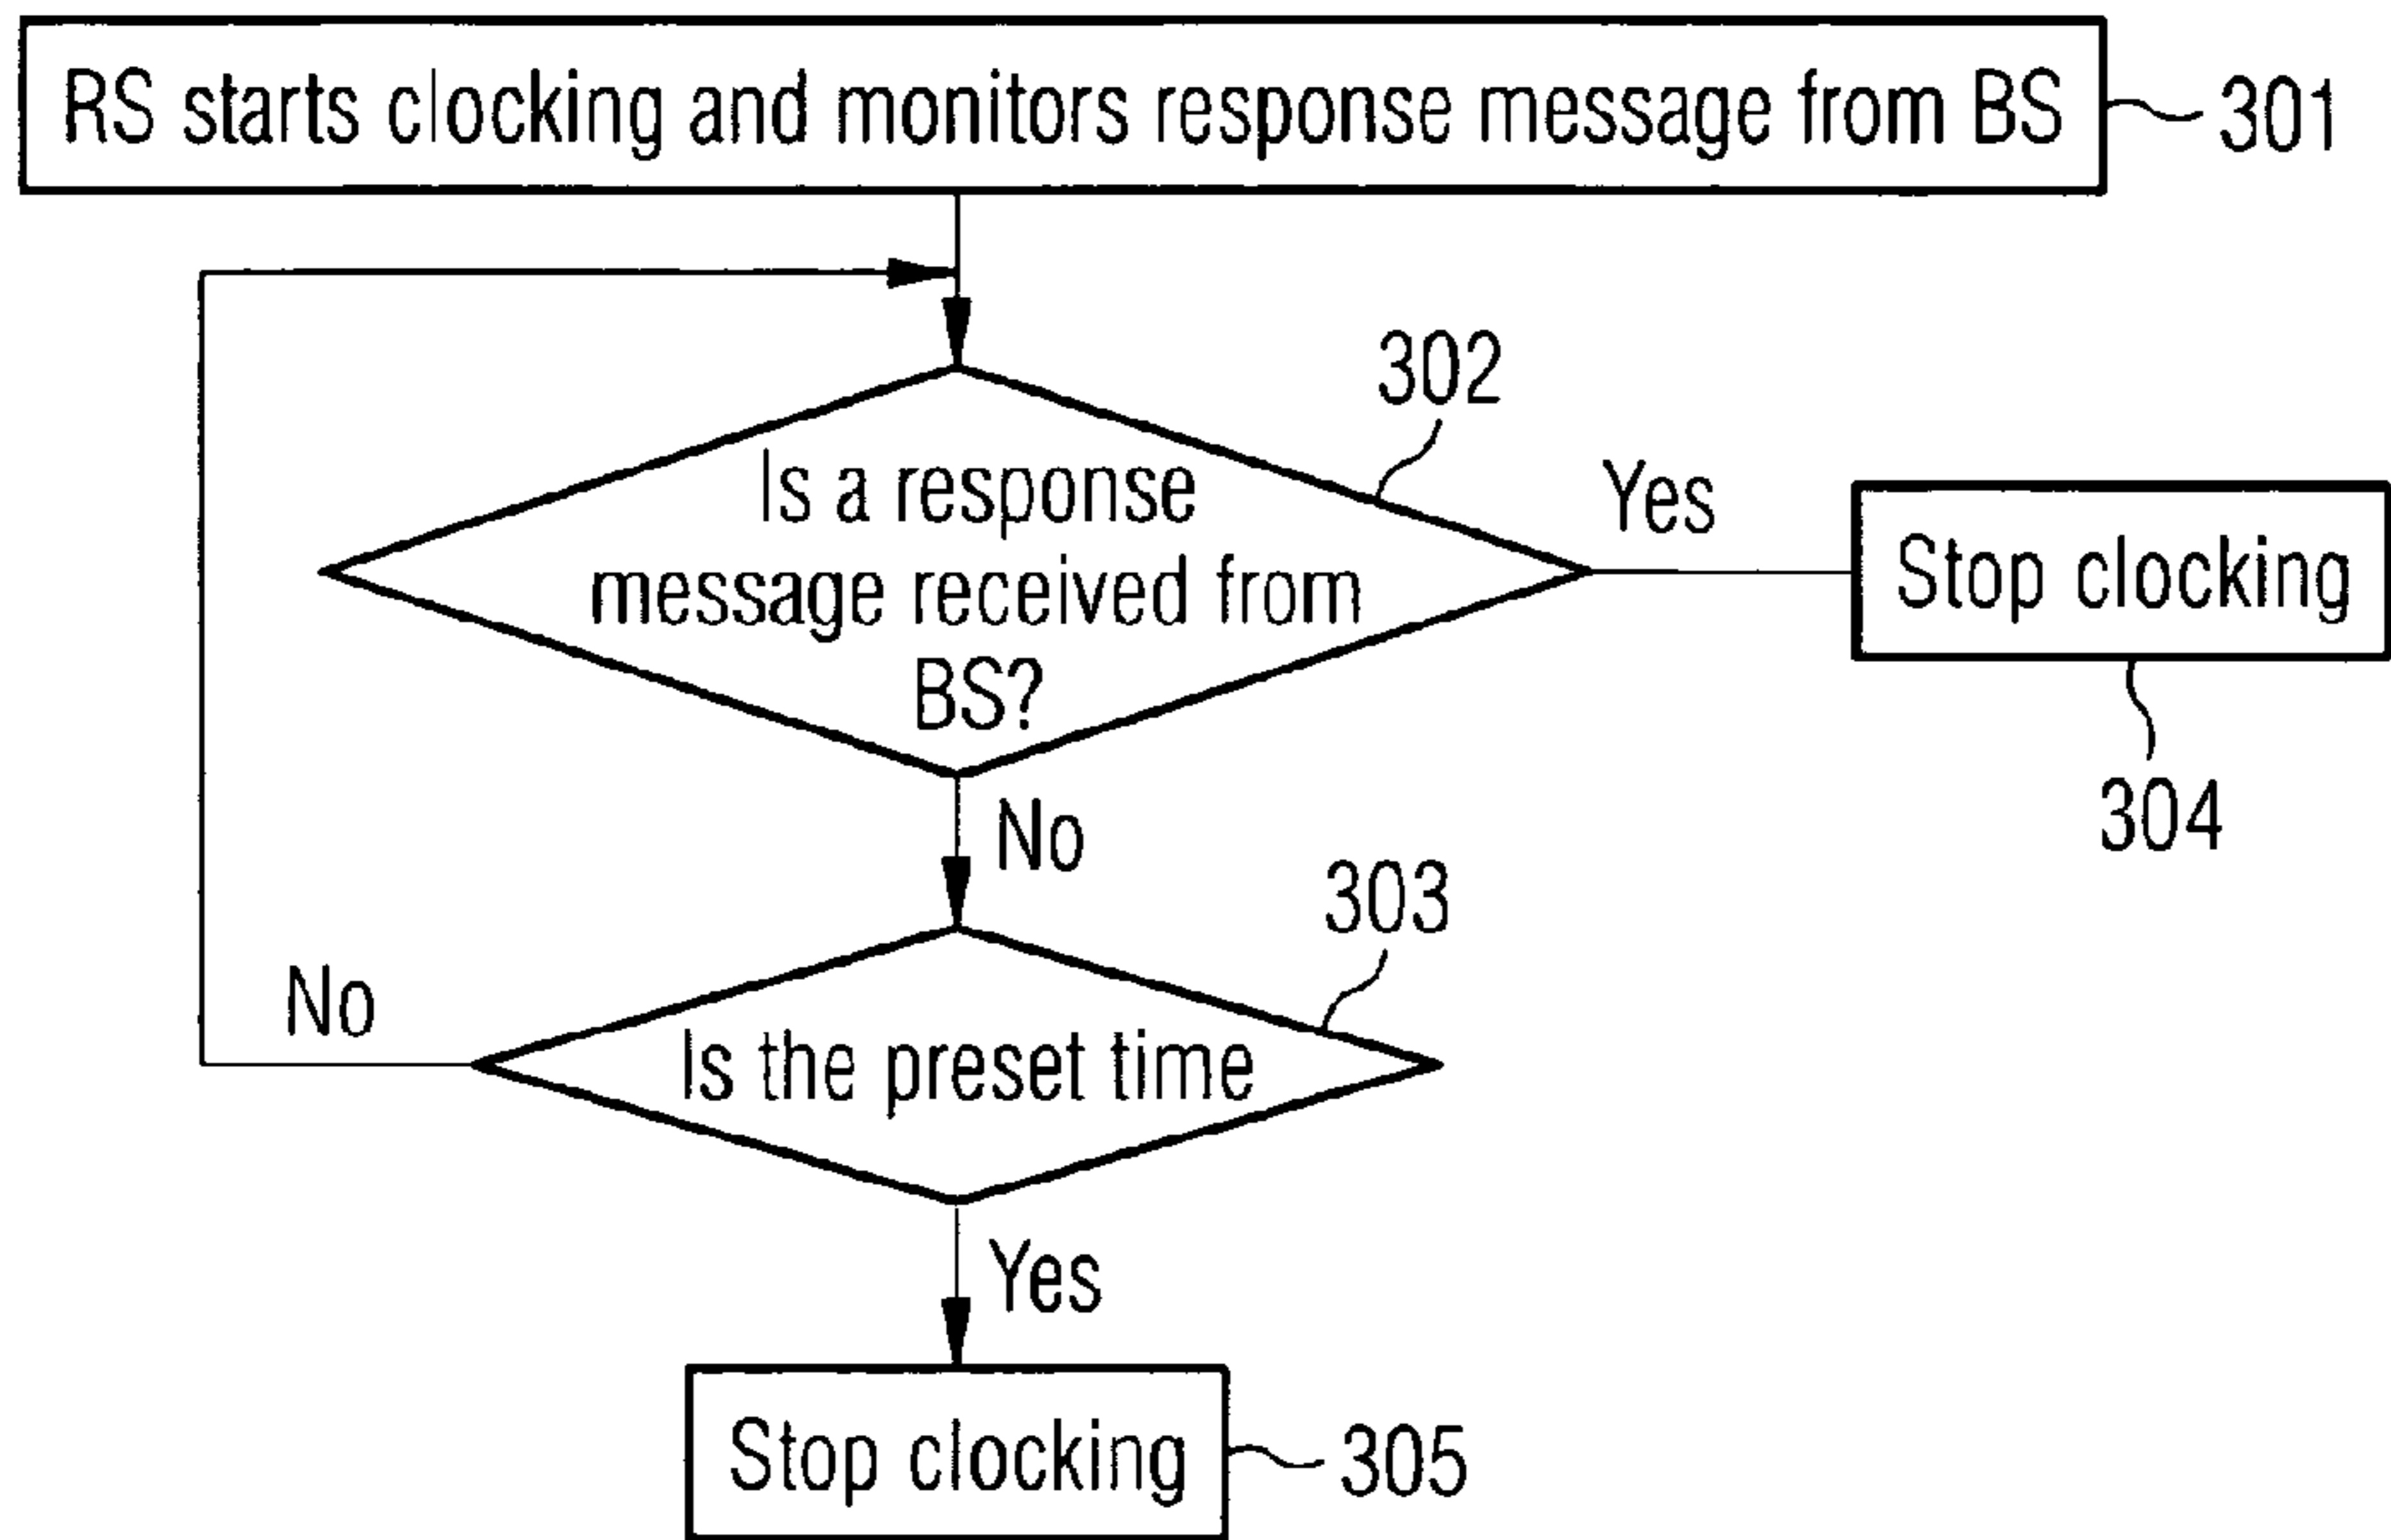 RS starts clocking and monitors response message from BS
301
302
Is a response
message received from
BS?
Yes
Stop clocking
304
No
303
No
Is the preset time
Yes
Stop clocking
305